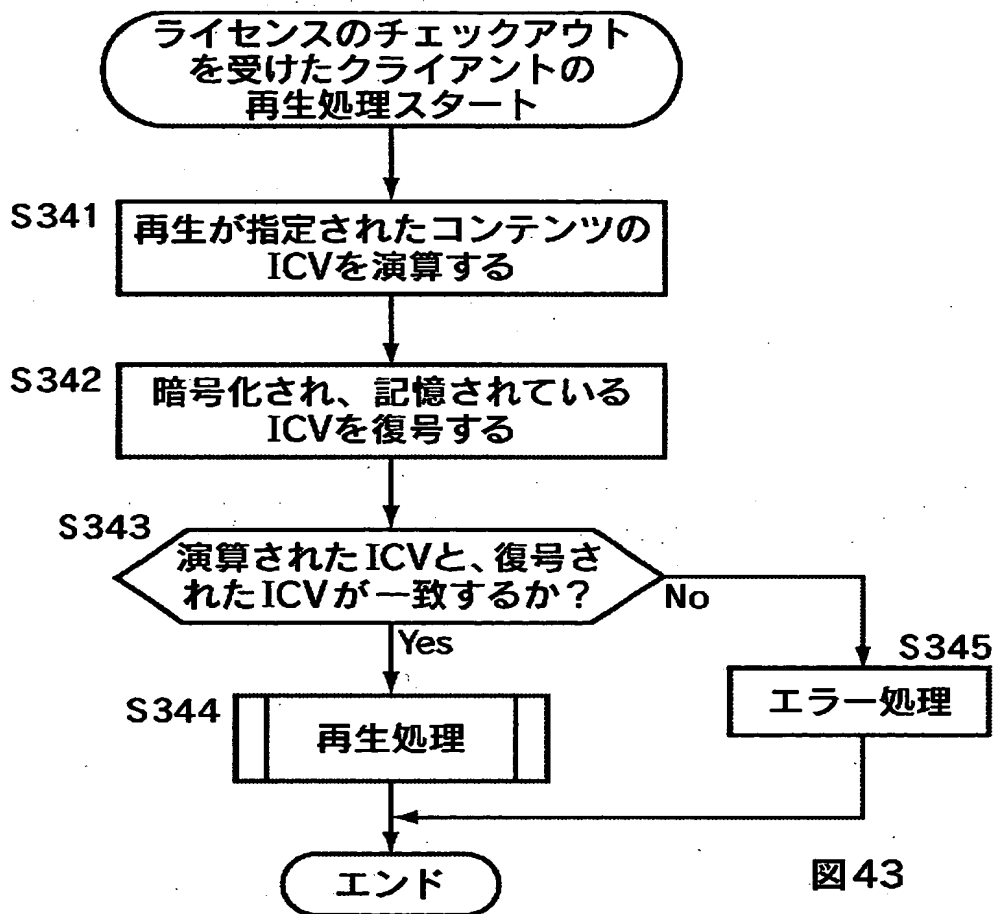 ライセンスのチェックアウト
を受けたクライアントの
再生処理スタート
S341
再生が指定されたコンテンツの
ICVを演算する
S342
暗号化され、記憶されている
ICVを復号する
S343
演算されたICVと、復号さ
れたICVが一致するか？
No
Yes
S345
エラー処理
S344
再生処理
エンド
図43